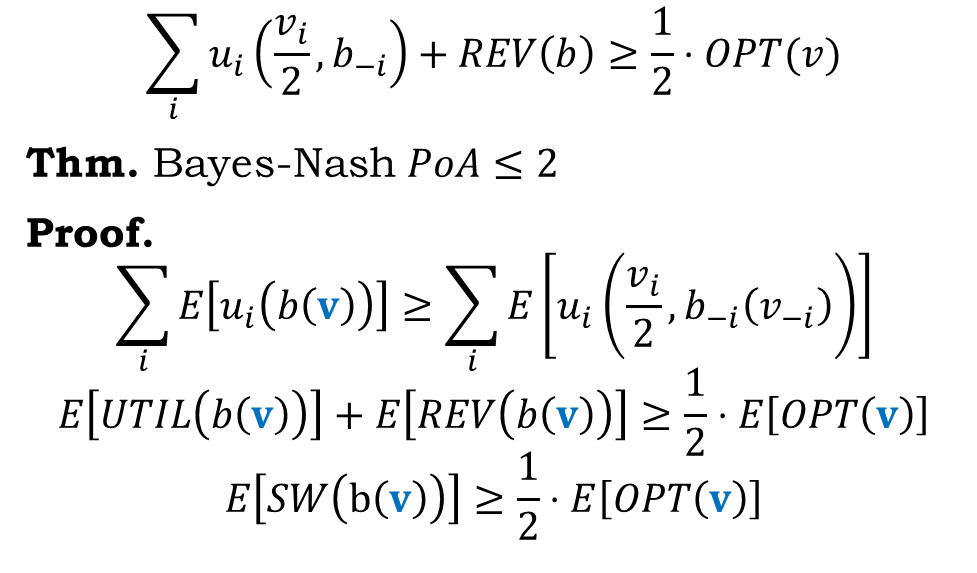 ∑_i u_i (v_i/2, b_{−i}) + REV(b) ≥ 1/2 · OPT(v)
Thm. Bayes-Nash PoA ≤ 2
Proof.
∑_i E[u_i(b(v))] ≥ ∑_i E[u_i (v_i/2, b_{−i}(v_{−i}))]
E[UTIL(b(v))] + E[REV(b(v))] ≥ 1/2 · E[OPT(v)]
E[SW(b(v))] ≥ 1/2 · E[OPT(v)]